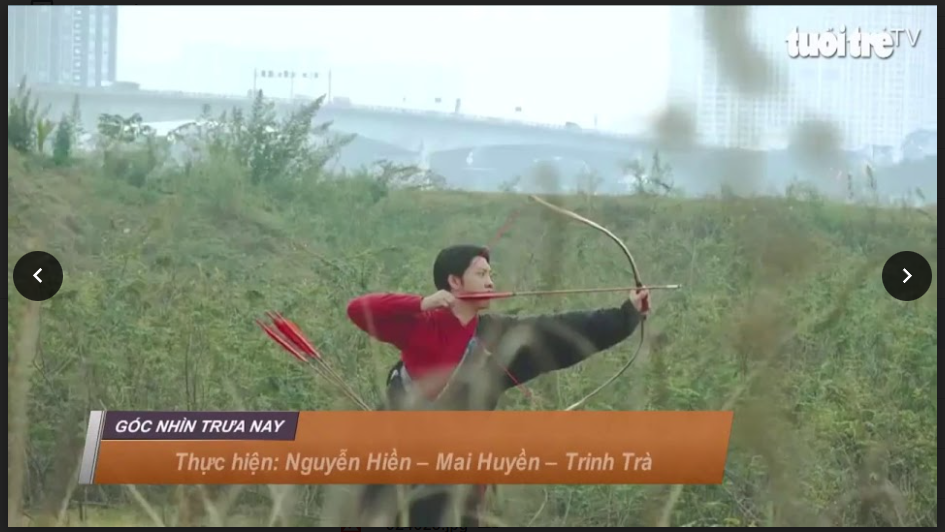 tuổi trẻ TV
GÓC NHÌN TRƯA NAY
Thực hiện: Nguyễn Hiền – Mai Huyền – Trinh Trà